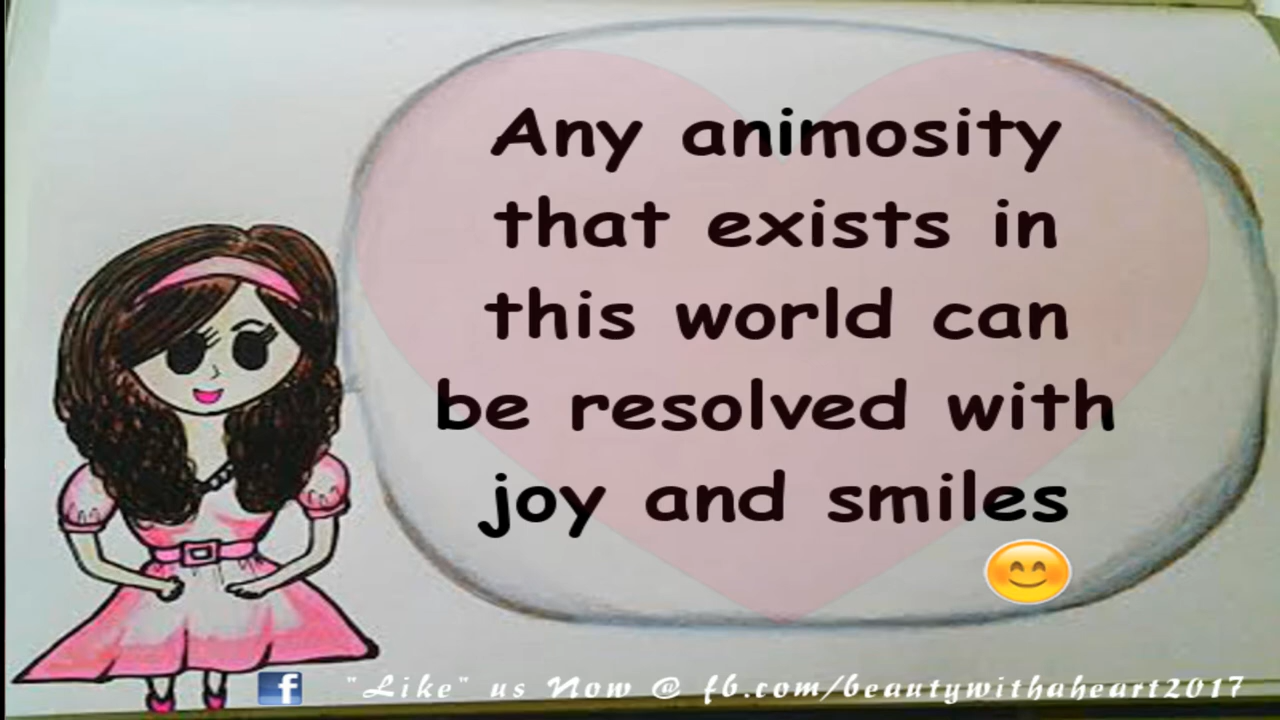 Any animosity
that exists in
this world can
be resolved with
joy and smiles
f "Like" us Now @ fb.com/beautywithaheart2017